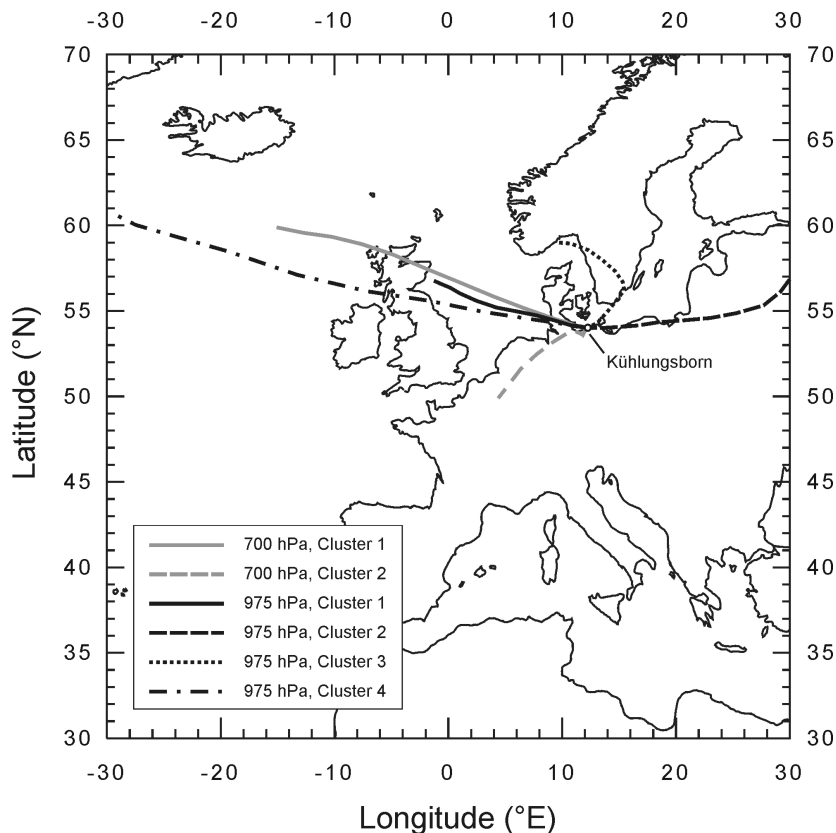 -30 -20 -10 0 10 20 30
70 70
65 65
60 60
55 55
Kühlungsborn
50 50
45 45
40 40
35 35
30 30
700 hPa, Cluster 1
700 hPa, Cluster 2
975 hPa, Cluster 1
975 hPa, Cluster 2
975 hPa, Cluster 3
975 hPa, Cluster 4
-30 -20 -10 0 10 20 30
Longitude (°E)
Latitude (°N)